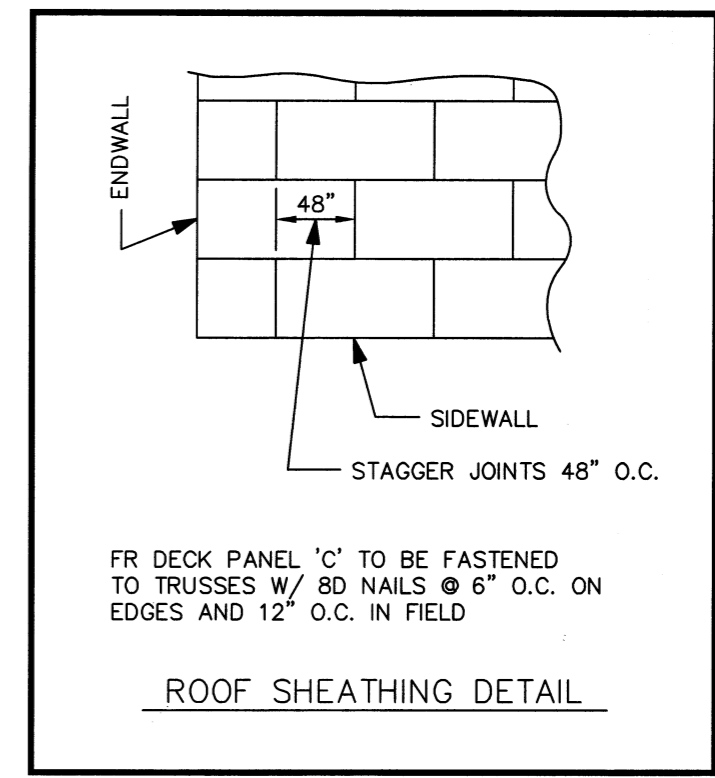 ENDWALL
48"
SIDEWALL
STAGGER JOINTS 48" O.C.
FR DECK PANEL 'C' TO BE FASTENED
TO TRUSSES W/ 8D NAILS @ 6" O.C. ON
EDGES AND 12" O.C. IN FIELD
ROOF SHEATHING DETAIL